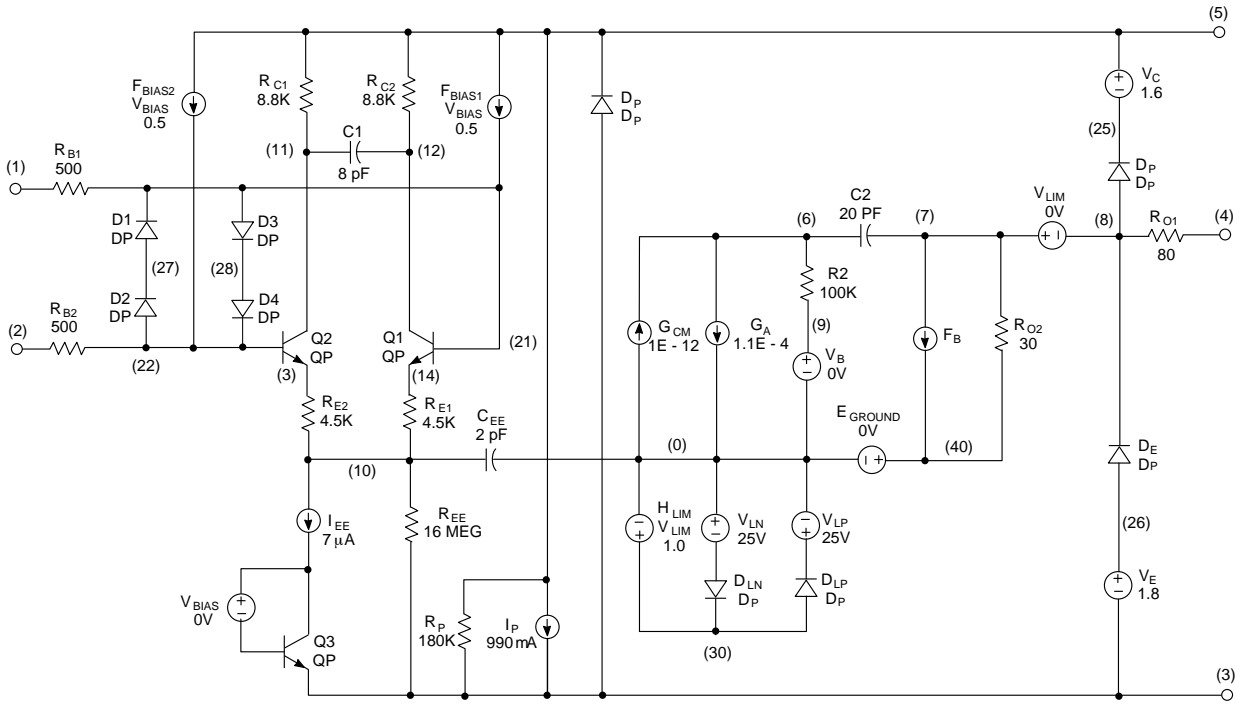 (5)
F BIAS2
V BIAS
0.5
R C1
8.8K
R C2
8.8K
F BIAS1
V BIAS
0.5
D P
D P
V C
1.6
(25)
D P
D P
C1
8 pF
(11)
(12)
(1)
R B1
500
D1
DP
D3
DP
(27)
(28)
D2
DP
D4
DP
(2)
R B2
500
(22)
Q2
QP
Q1
QP
(21)
(3)
(14)
R E2
4.5K
R E1
4.5K
C EE
2 pF
(10)
C2
20 PF
(6)
(7)
V LIM
0V
(8)
R O1
80
(4)
R2
100K
(9)
G CM
1E - 12
G A
1.1E - 4
V B
0V
F B
R O2
30
E GROUND
0V
(0)
(40)
I EE
7 μA
R EE
16 MEG
H LIM
V LIM
1.0
V LN
25V
V LP
25V
D LN
D P
D LP
D P
(30)
D E
D P
(26)
V E
1.8
V BIAS
0V
Q3
QP
R P
180K
I P
990 mA
(3)